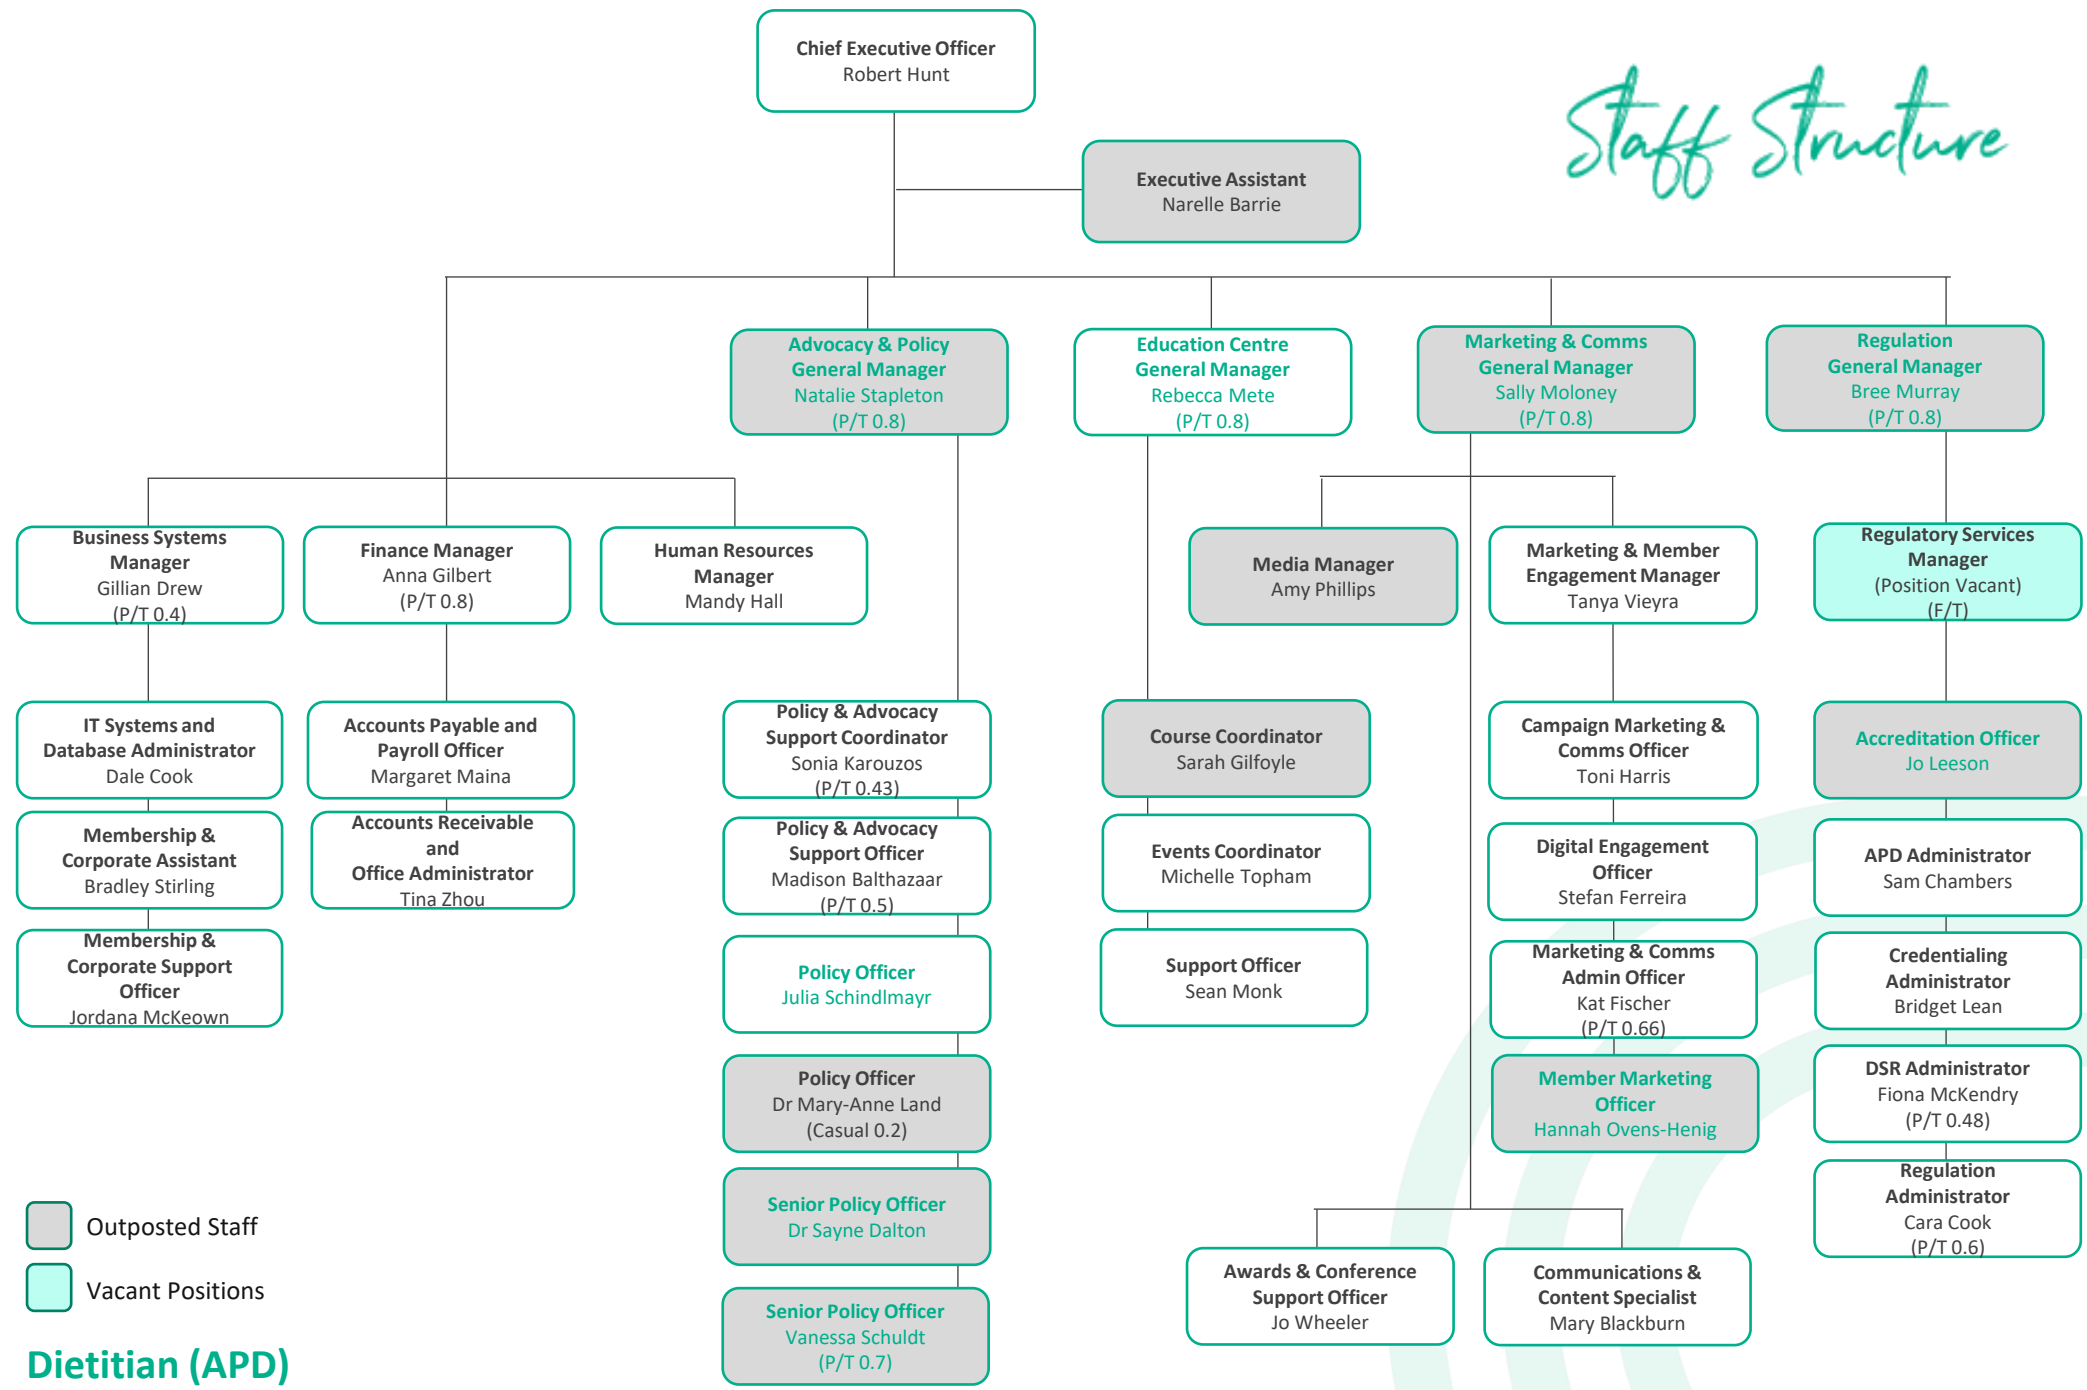 Staff Structure
Chief Executive Officer
Robert Hunt
Executive Assistant
Narelle Barrie
Advocacy & Policy
General Manager
Natalie Stapleton
(P/T 0.8)
Education Centre
General Manager
Rebecca Mete
(P/T 0.8)
Marketing & Comms
General Manager
Sally Moloney
(P/T 0.8)
Regulation
General Manager
Bree Murray
(P/T 0.8)
Business Systems
Manager
Gillian Drew
(P/T 0.4)
Finance Manager
Anna Gilbert
(P/T 0.8)
Human Resources
Manager
Mandy Hall
Media Manager
Amy Phillips
Marketing & Member
Engagement Manager
Tanya Vieyra
Regulatory Services
Manager
(Position Vacant)
(F/T)
IT Systems and
Database Administrator
Dale Cook
Membership &
Corporate Assistant
Bradley Stirling
Membership &
Corporate Support
Officer
Jordana McKeown
Accounts Payable and
Payroll Officer
Margaret Maina
Accounts Receivable
and
Office Administrator
Tina Zhou
Policy & Advocacy
Support Coordinator
Sonia Karouzos
(P/T 0.43)
Policy & Advocacy
Support Officer
Madison Balthazaar
(P/T 0.5)
Policy Officer
Julia Schindlmayr
Policy Officer
Dr Mary-Anne Land
(Casual 0.2)
Senior Policy Officer
Dr Sayne Dalton
Senior Policy Officer
Vanessa Schuldt
(P/T 0.7)
Course Coordinator
Sarah Gilfoyle
Events Coordinator
Michelle Topham
Support Officer
Sean Monk
Campaign Marketing &
Comms Officer
Toni Harris
Digital Engagement
Officer
Stefan Ferreira
Marketing & Comms
Admin Officer
Kat Fischer
(P/T 0.66)
Member Marketing
Officer
Hannah Ovens-Henig
Awards & Conference
Support Officer
Jo Wheeler
Communications &
Content Specialist
Mary Blackburn
Accreditation Officer
Jo Leeson
APD Administrator
Sam Chambers
Credentialing
Administrator
Bridget Lean
DSR Administrator
Fiona McKendry
(P/T 0.48)
Regulation
Administrator
Cara Cook
(P/T 0.6)
Outposted Staff
Vacant Positions
Dietitian (APD)